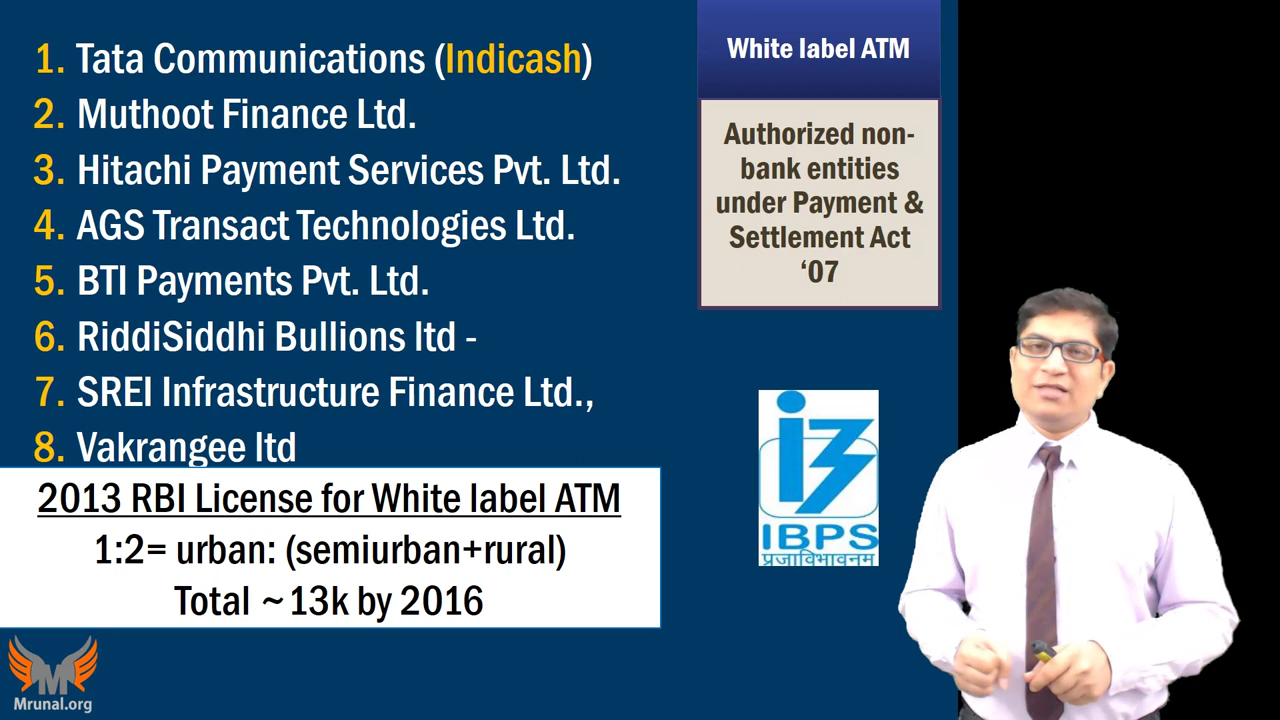 1. Tata Communications (Indicash)
2. Muthoot Finance Ltd.
3. Hitachi Payment Services Pvt. Ltd.
4. AGS Transact Technologies Ltd.
5. BTI Payments Pvt. Ltd.
6. RiddiSiddhi Bullions ltd -
7. SREI Infrastructure Finance Ltd.,
8. Vakrangee ltd
2013 RBI License for White label ATM
1:2= urban: (semiurban+rural)
Total ~13k by 2016
Mrunal.org
White label ATM
Authorized non-
bank entities
under Payment &
Settlement Act
‘07
IBPS
प्रज्ञाविभावनम्